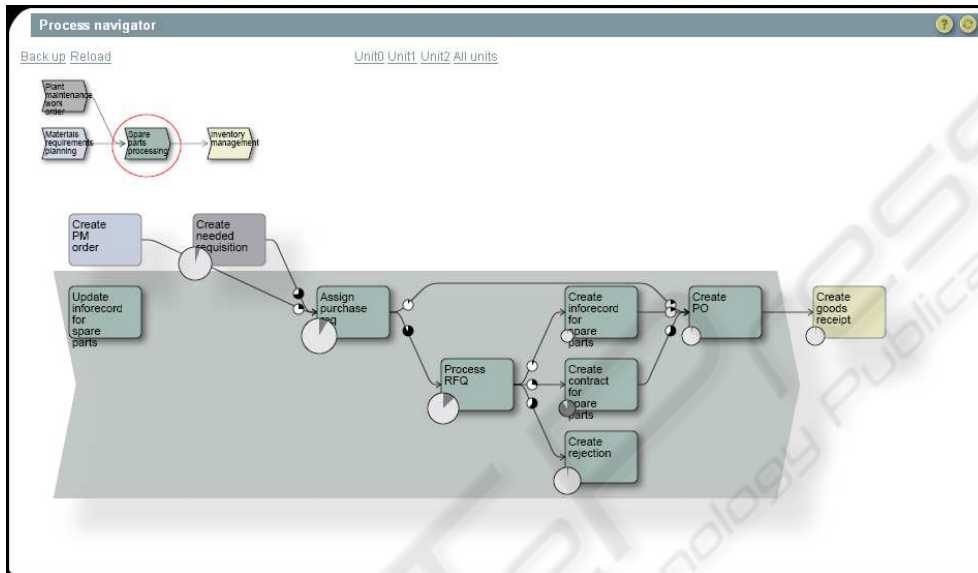 Process navigator
?
Back up Reload
Unit0 Unit1 Unit2 All units
Plant
maintenance
work
order
Materials
requirements
planning
Spare
parts
processing
Inventory
management
Create
PM
order
Create
needed
requisition
Update
inforecord
for
spare
parts
Assign
purchase
Create
inforecord
for
spare
parts
Create
PO
Create
goods
receipt
Process
RFQ
Create
contract
for
spare
parts
Create
rejection